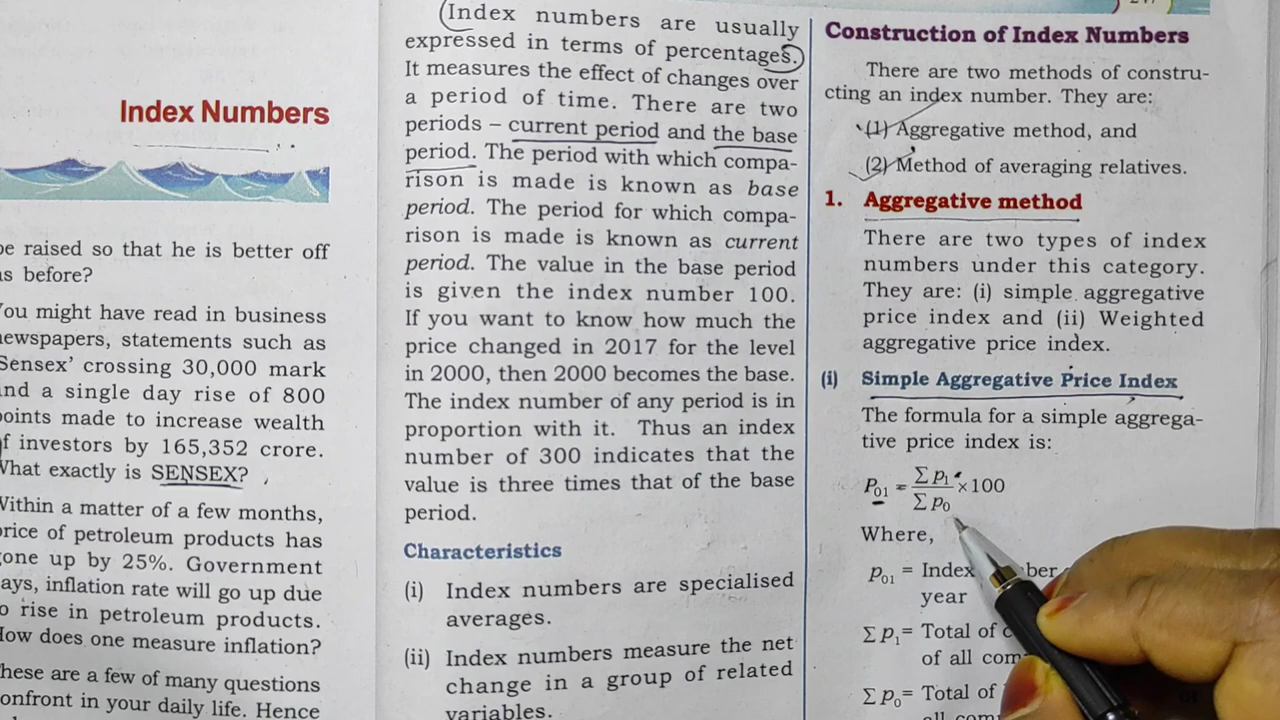 Index Numbers
be raised so that he is better off
as before?
You might have read in business
newspapers, statements such as
'Sensex' crossing 30,000 mark
and a single day rise of 800
points made to increase wealth
of investors by 165,352 crore.
What exactly is SENSEX?
Within a matter of a few months,
price of petroleum products has
gone up by 25%. Government
says, inflation rate will go up due
to rise in petroleum products.
How does one measure inflation?
These are a few of many questions
confront in your daily life. Hence
Index numbers are usually
expressed in terms of percentages.
It measures the effect of changes over
a period of time. There are two
periods – current period and the base
period. The period with which compa-
rison is made is known as base
period. The period for which compa-
rison is made is known as current
period. The value in the base period
is given the index number 100.
If you want to know how much the
price changed in 2017 for the level
in 2000, then 2000 becomes the base.
The index number of any period is in
proportion with it. Thus an index
number of 300 indicates that the
value is three times that of the base
period.
Characteristics
(i) Index numbers are specialised
averages.
(ii) Index numbers measure the net
change in a group of related
variables.
Construction of Index Numbers
There are two methods of constru-
cting an index number. They are:
(1) Aggregative method, and
(2) Method of averaging relatives.
1. Aggregative method
There are two types of index
numbers under this category.
They are: (i) simple aggregative
price index and (ii) Weighted
aggregative price index.
(i) Simple Aggregative Price Index
The formula for a simple aggrega-
tive price index is:
P₀₁ = Σ p₁ / Σ p₀ × 100
Where,
p₀₁ = Index
year
Σ p₁ = Total of
of all
Σ p₀ = Total of
all